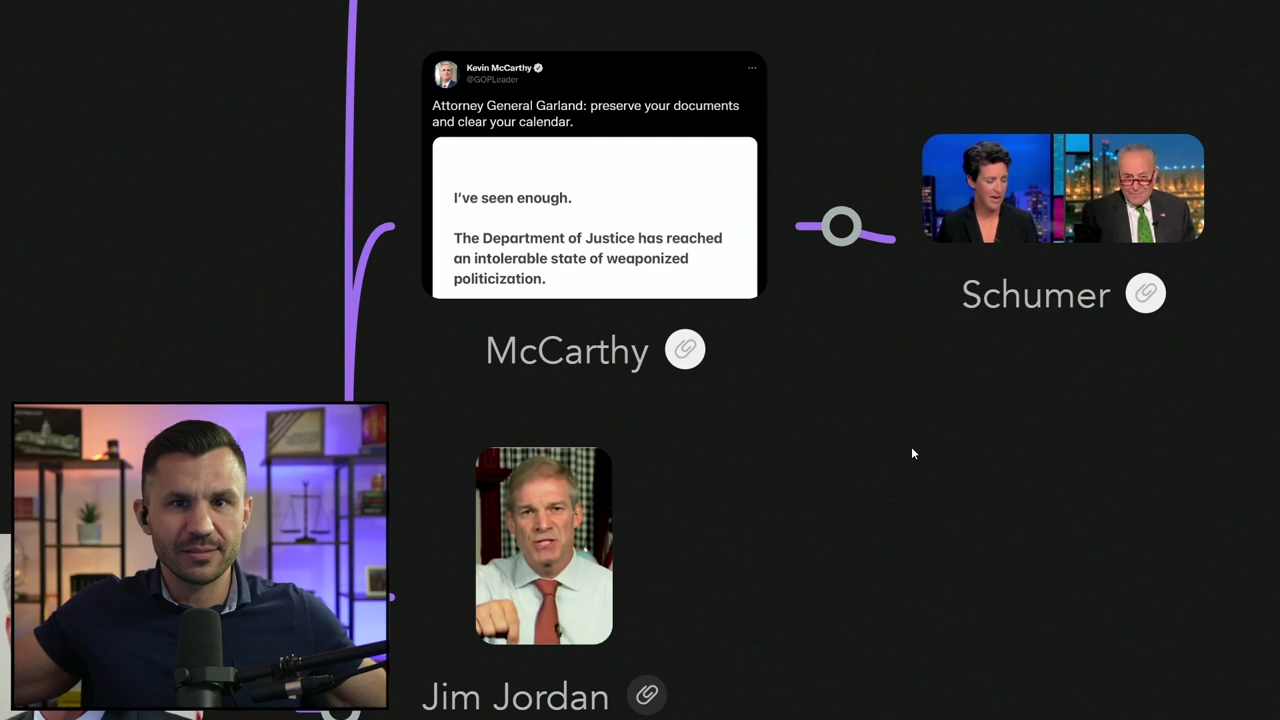 Kevin McCarthy
@GOPLeader
Attorney General Garland: preserve your documents
and clear your calendar.
I've seen enough.
The Department of Justice has reached
an intolerable state of weaponized
politicization.
McCarthy
Schumer
Jim Jordan